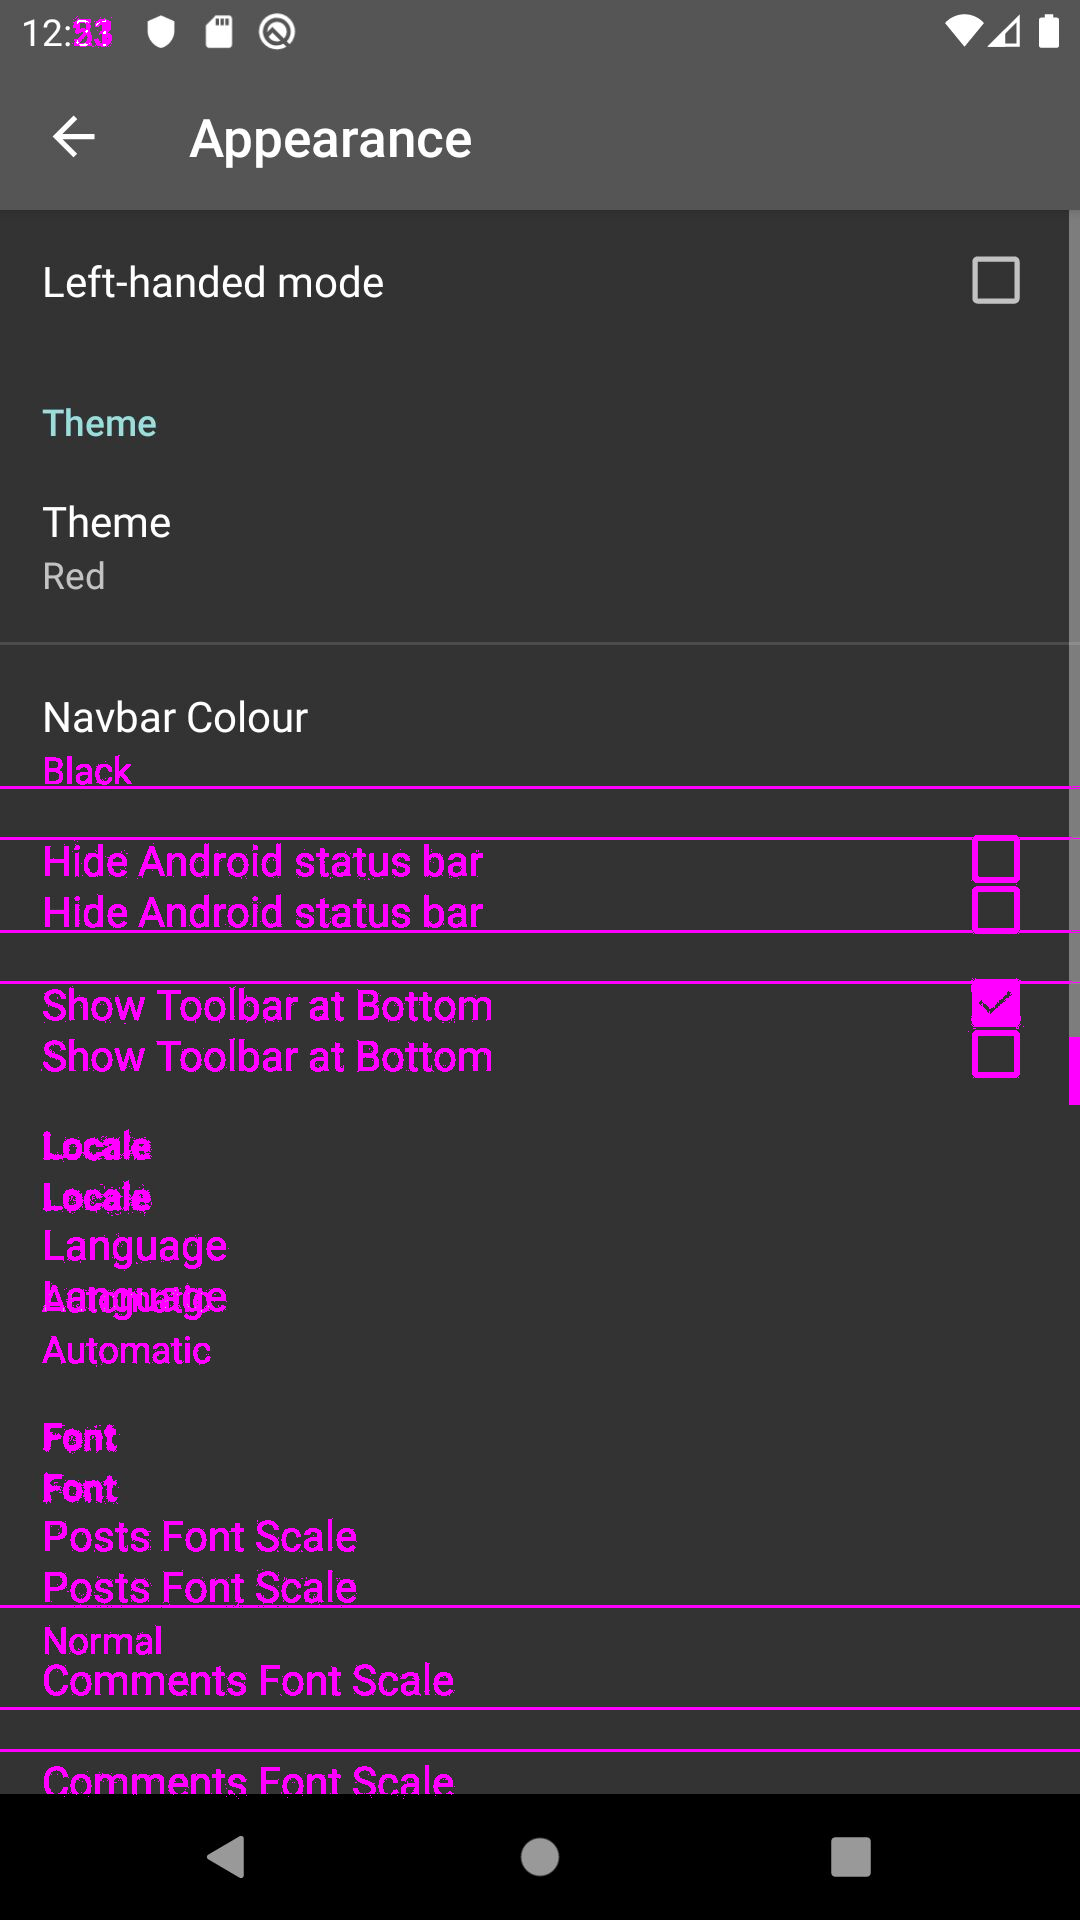 12:
Appearance
Left-handed mode
Theme
Theme
Red
Navbar Colour
Black
Hide Android status bar
Hide Android status bar
Show Toolbar at Bottom
Show Toolbar at Bottom
Locale
Locale
Language
Language
Automatic
Automatic
Font
Font
Posts Font Scale
Posts Font Scale
Normal
Comments Font Scale
Comments Font Scale